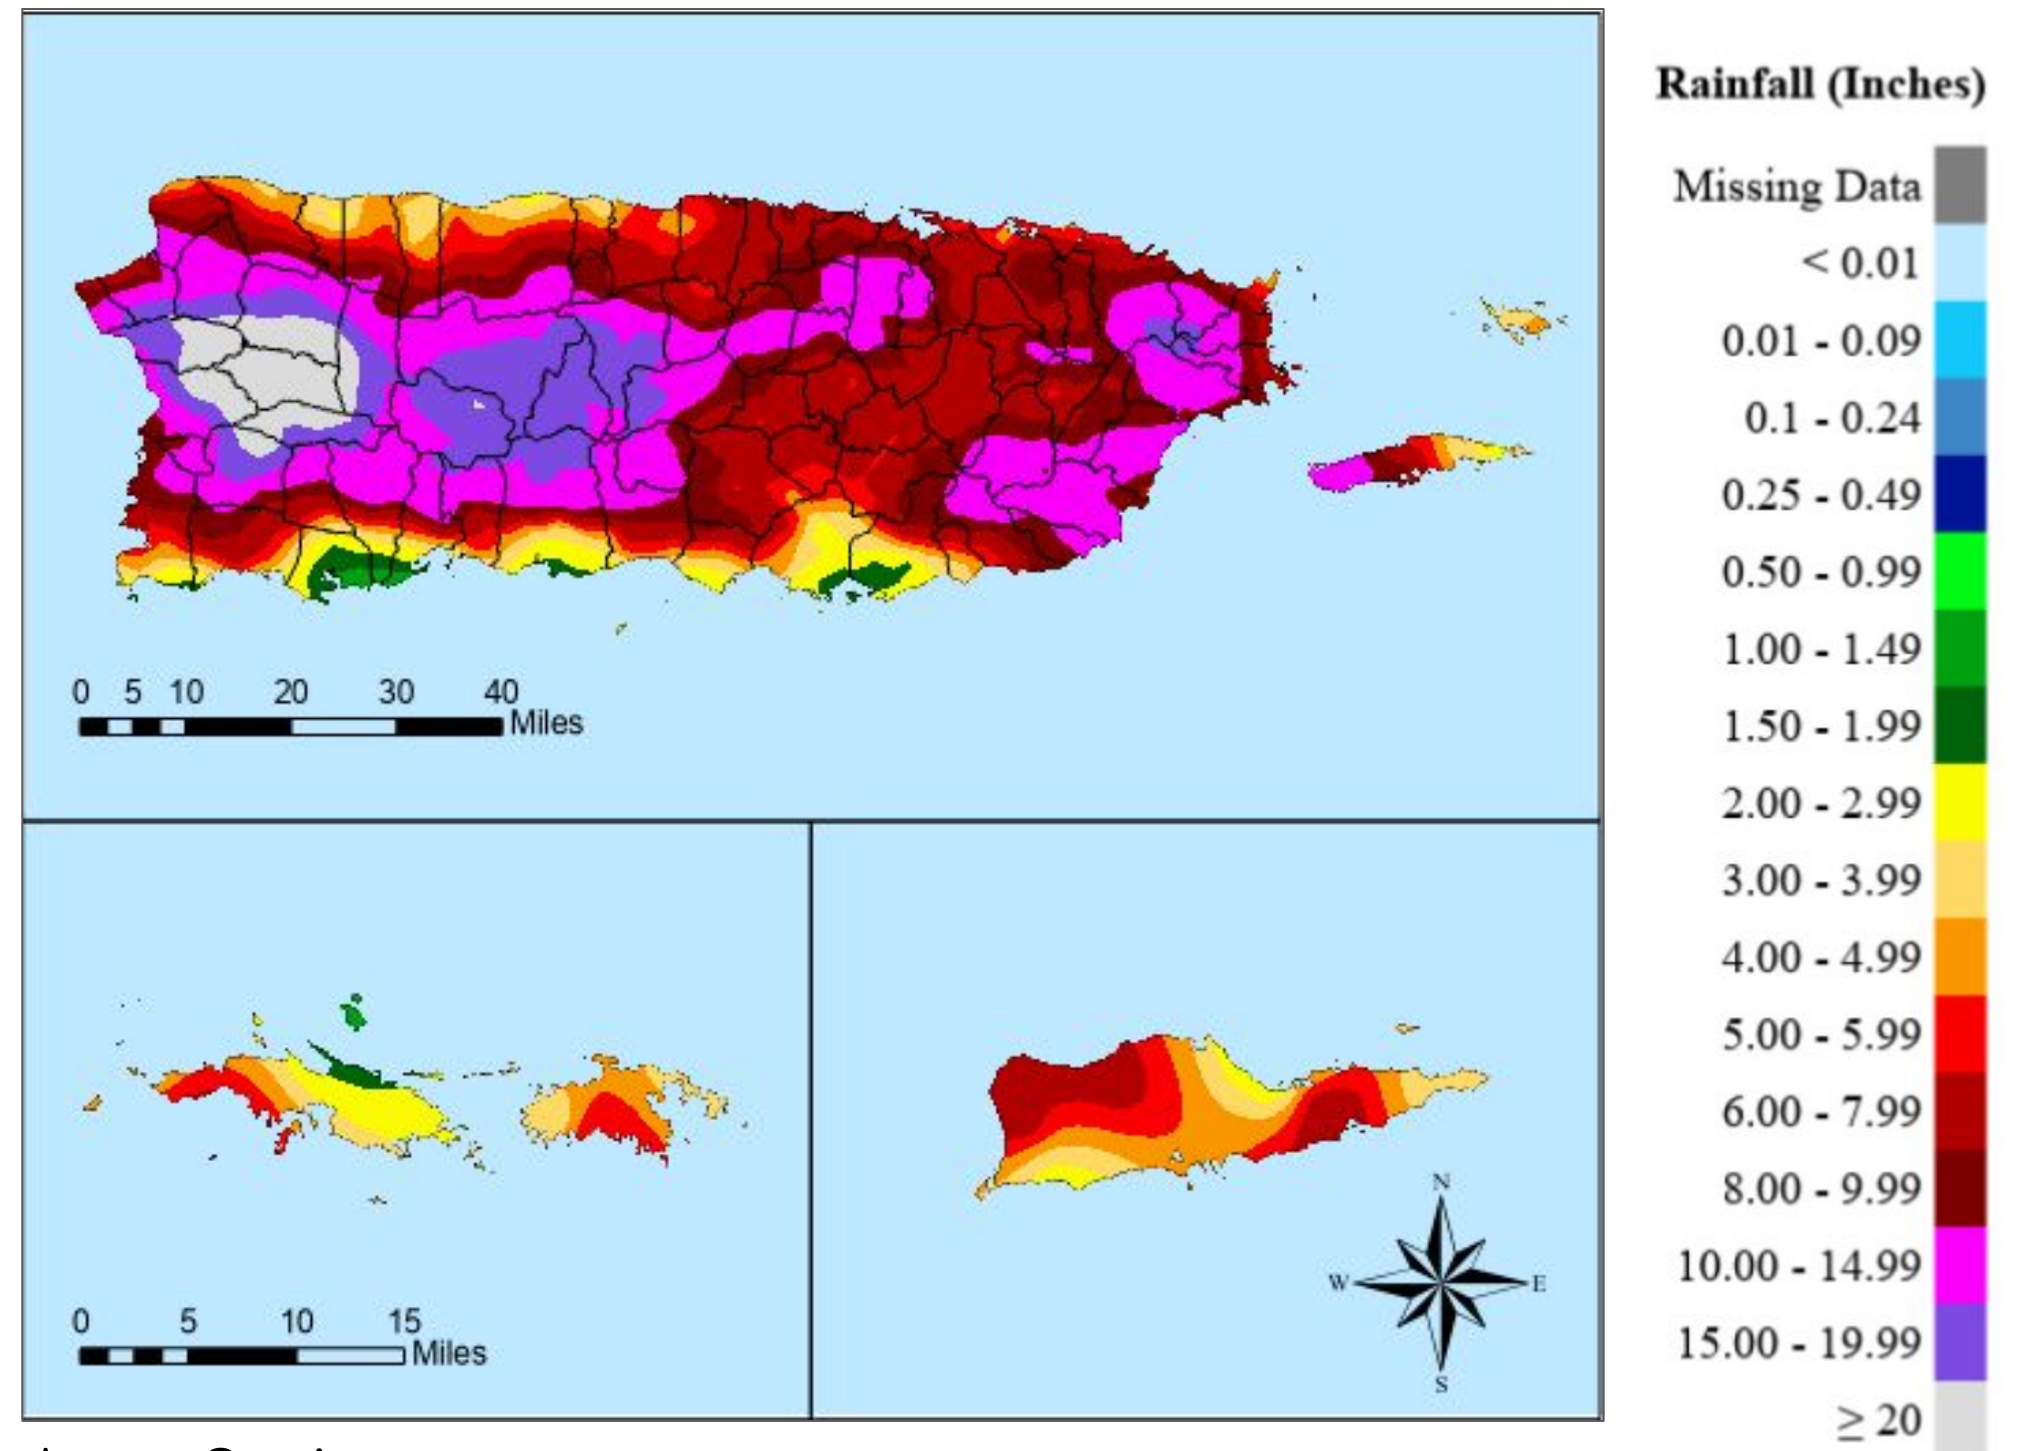 Rainfall (Inches)
Missing Data
< 0.01
0.01 - 0.09
0.1 - 0.24
0.25 - 0.49
0.50 - 0.99
1.00 - 1.49
1.50 - 1.99
2.00 - 2.99
3.00 - 3.99
4.00 - 4.99
5.00 - 5.99
6.00 - 7.99
8.00 - 9.99
10.00 - 14.99
15.00 - 19.99
≥ 20
0 5 10 20 30 40
Miles
0 5 10 15
Miles
N
W E
S